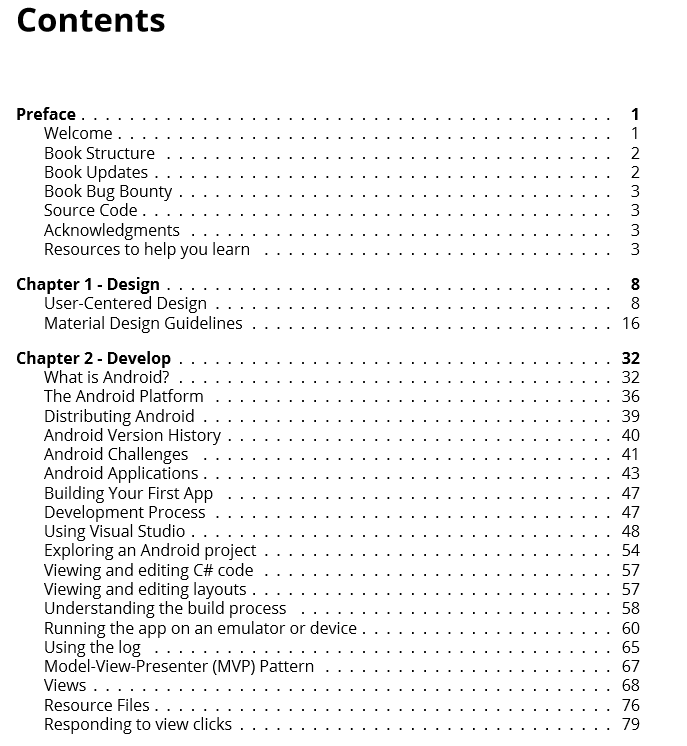 Contents
Preface . . . . . . . . . . . . . . . . . . . . . . . . . . . . . . . . . . . . . . . . . . . . 1
Welcome . . . . . . . . . . . . . . . . . . . . . . . . . . . . . . . . . . . . . . . . . 1
Book Structure . . . . . . . . . . . . . . . . . . . . . . . . . . . . . . . . . . . . . 2
Book Updates . . . . . . . . . . . . . . . . . . . . . . . . . . . . . . . . . . . . . . 2
Book Bug Bounty . . . . . . . . . . . . . . . . . . . . . . . . . . . . . . . . . . . . 3
Source Code . . . . . . . . . . . . . . . . . . . . . . . . . . . . . . . . . . . . . . . 3
Acknowledgments . . . . . . . . . . . . . . . . . . . . . . . . . . . . . . . . . . . 3
Resources to help you learn . . . . . . . . . . . . . . . . . . . . . . . . . . . . . 3
Chapter 1 - Design . . . . . . . . . . . . . . . . . . . . . . . . . . . . . . . . . . . . . 8
User-Centered Design . . . . . . . . . . . . . . . . . . . . . . . . . . . . . . . . . 8
Material Design Guidelines . . . . . . . . . . . . . . . . . . . . . . . . . . . . . . 16
Chapter 2 - Develop . . . . . . . . . . . . . . . . . . . . . . . . . . . . . . . . . . . . 32
What is Android? . . . . . . . . . . . . . . . . . . . . . . . . . . . . . . . . . . . . 32
The Android Platform . . . . . . . . . . . . . . . . . . . . . . . . . . . . . . . . . 36
Distributing Android . . . . . . . . . . . . . . . . . . . . . . . . . . . . . . . . . . 39
Android Version History . . . . . . . . . . . . . . . . . . . . . . . . . . . . . . . . 40
Android Challenges . . . . . . . . . . . . . . . . . . . . . . . . . . . . . . . . . . 41
Android Applications . . . . . . . . . . . . . . . . . . . . . . . . . . . . . . . . . . 43
Building Your First App . . . . . . . . . . . . . . . . . . . . . . . . . . . . . . . . 47
Development Process . . . . . . . . . . . . . . . . . . . . . . . . . . . . . . . . . 47
Using Visual Studio . . . . . . . . . . . . . . . . . . . . . . . . . . . . . . . . . . . 48
Exploring an Android project . . . . . . . . . . . . . . . . . . . . . . . . . . . . . 54
Viewing and editing C# code . . . . . . . . . . . . . . . . . . . . . . . . . . . . . 57
Viewing and editing layouts . . . . . . . . . . . . . . . . . . . . . . . . . . . . . . 57
Understanding the build process . . . . . . . . . . . . . . . . . . . . . . . . . . 58
Running the app on an emulator or device . . . . . . . . . . . . . . . . . . . . . 60
Using the log . . . . . . . . . . . . . . . . . . . . . . . . . . . . . . . . . . . . . . 65
Model-View-Presenter (MVP) Pattern . . . . . . . . . . . . . . . . . . . . . . . . 67
Views . . . . . . . . . . . . . . . . . . . . . . . . . . . . . . . . . . . . . . . . . . . 68
Resource Files . . . . . . . . . . . . . . . . . . . . . . . . . . . . . . . . . . . . . . 76
Responding to view clicks . . . . . . . . . . . . . . . . . . . . . . . . . . . . . . . 79